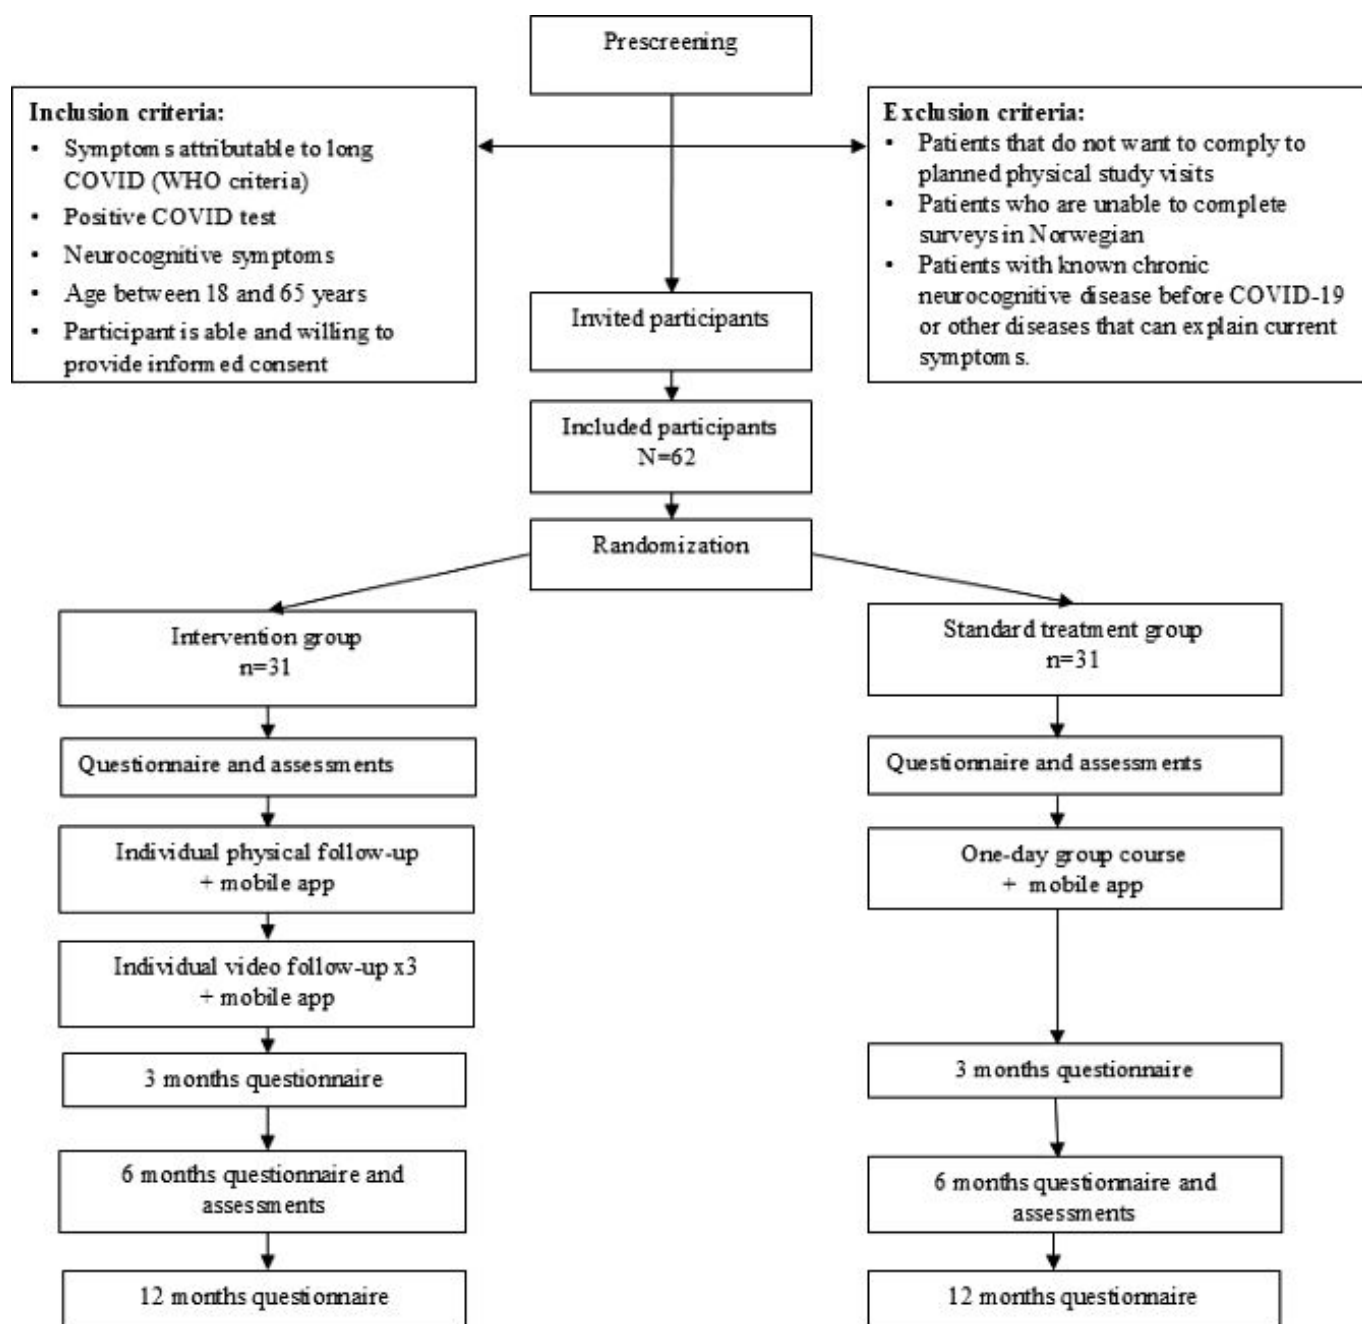 Prescreening
Inclusion criteria:
• Symptoms attributable to long
COVID (WHO criteria)
• Positive COVID test
• Neurocognitive symptoms
• Age between 18 and 65 years
• Participant is able and willing to
provide informed consent
Exclusion criteria:
• Patients that do not want to comply to
planned physical study visits
• Patients who are unable to complete
surveys in Norwegian
• Patients with known chronic
neurocognitive disease before COVID-19
or other diseases that can explain current
symptoms.
Invited participants
Included participants
N=62
Randomization
Intervention group
n=31
Standard treatment group
n=31
Questionnaire and assessments
Questionnaire and assessments
Individual physical follow-up
+ mobile app
One-day group course
+ mobile app
Individual video follow-up x3
+ mobile app
3 months questionnaire
3 months questionnaire
6 months questionnaire and
assessments
6 months questionnaire and
assessments
12 months questionnaire
12 months questionnaire